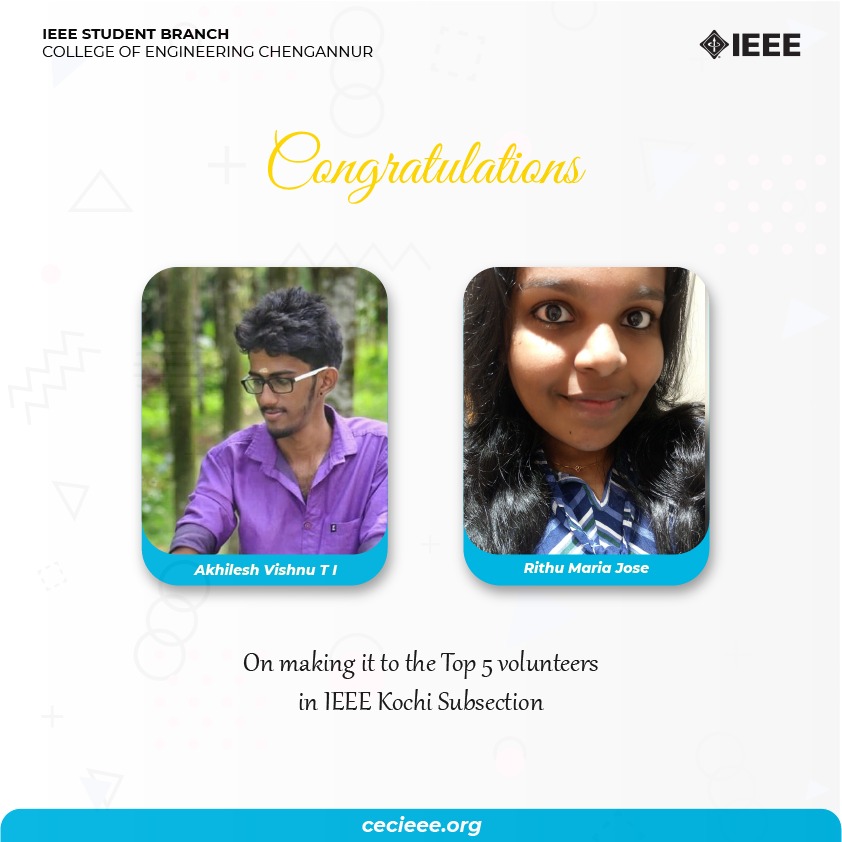 IEEE STUDENT BRANCH
COLLEGE OF ENGINEERING CHENGANNUR
IEEE
Congratulations
Akhilesh Vishnu T I
Rithu Maria Jose
On making it to the Top 5 volunteers
in IEEE Kochi Subsection
cecieee.org